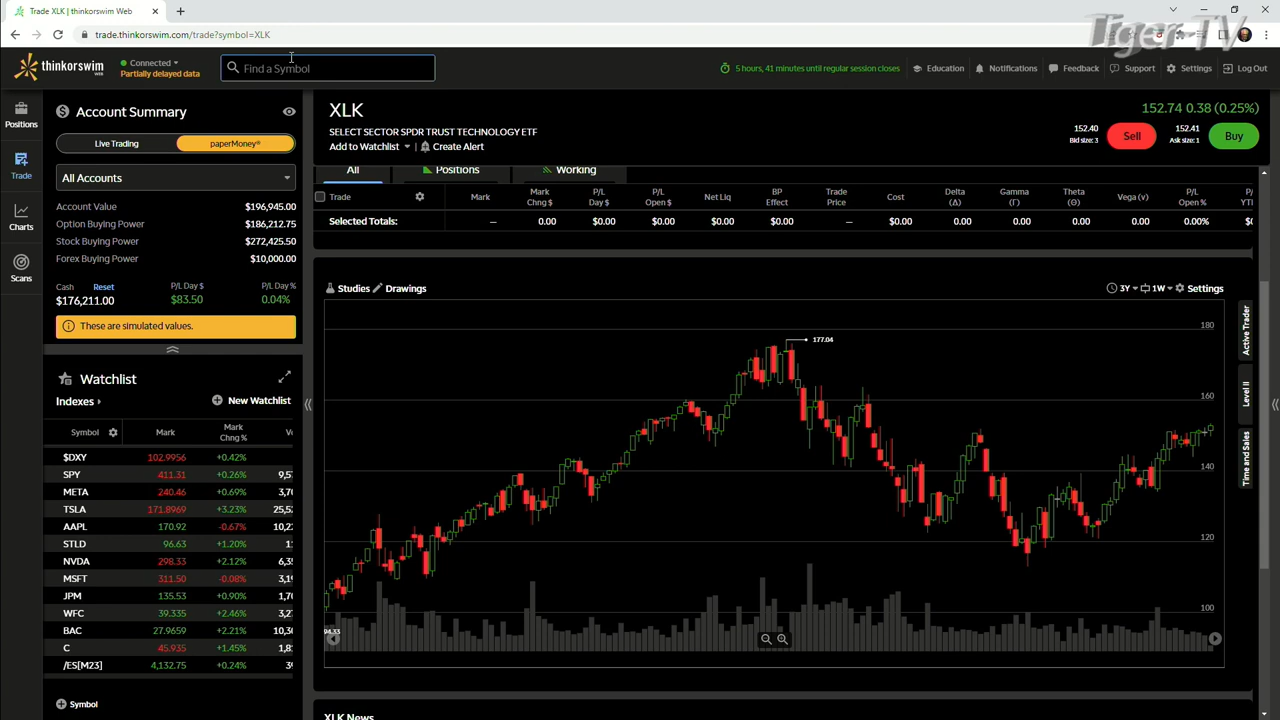 Trade XLK | thinkorswim Web
trade.thinkorswim.com/trade?symbol=XLK
Tiger TV
thinkorswim
WEB
Connected
Partially delayed data
Find a Symbol
5 hours, 41 minutes until regular session closes
Education
Notifications
Feedback
Support
Settings
Log Out
Positions
Trade
Charts
Scans
Account Summary
Live Trading
paperMoney®
All Accounts
Account Value $196,945.00
Option Buying Power $186,212.75
Stock Buying Power $272,425.50
Forex Buying Power $10,000.00
Cash Reset P/L Day $ P/L Day %
$176,211.00 $83.50 0.04%
These are simulated values.
Watchlist
Indexes
New Watchlist
Symbol Mark Mark Chng %
$DXY 102.9956 +0.42%
SPY 411.31 +0.26%
META 240.46 +0.69%
TSLA 171.8969 +3.23%
AAPL 170.92 -0.67%
STLD 96.63 +1.20%
NVDA 298.33 +2.12%
MSFT 311.50 -0.08%
JPM 135.53 +0.90%
WFC 39.335 +2.46%
BAC 27.9659 +2.21%
C 45.935 +1.45%
/ES[M23] 4,132.75 +0.24%
Symbol
XLK
SELECT SECTOR SPDR TRUST TECHNOLOGY ETF
Add to Watchlist | Create Alert
152.74 0.38 (0.25%)
152.40
Bid size: 3
Sell
152.41
Ask size: 1
Buy
All Positions Working
Trade Mark Mark Chng $ P/L Day $ P/L Open $ Net Liq BP Effect Trade Price Cost Delta (Δ) Gamma (Γ) Theta (Θ) Vega (v) P/L Open %
Selected Totals: — 0.00 $0.00 $0.00 $0.00 $0.00 — $0.00 0.00 0.00 0.00 0.00 0.00%
Studies Drawings
3Y 1W Settings
177.04
180
160
140
120
100
Active Trader
Level II
Time and Sales
XLK News